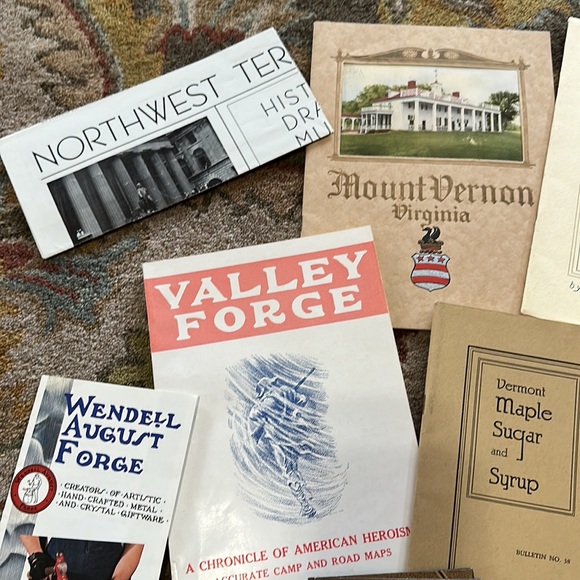 NORTHWEST TER
HIST
DRA
MU
Mount Vernon
Virginia
by
VALLEY
FORGE
A CHRONICLE OF AMERICAN HEROISM
ACCURATE CAMP AND ROAD MAPS
WENDELL
AUGUST
FORGE
·CREATORS·OF·ARTISTIC·
·HAND·CRAFTED·METAL·
·AND·CRYSTAL·GIFTWARE·
Vermont
Maple
Sugar
and
Syrup
BULLETIN NO. 38